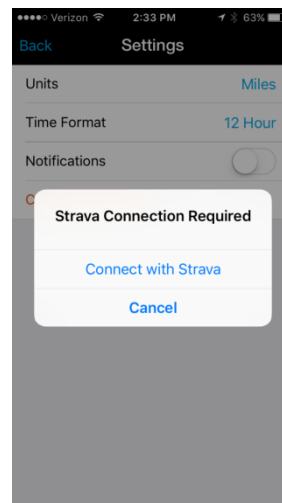 Verizon 2:33 PM 63%
Back Settings
Units Miles
Time Format 12 Hour
Notifications
C
Strava Connection Required
Connect with Strava
Cancel